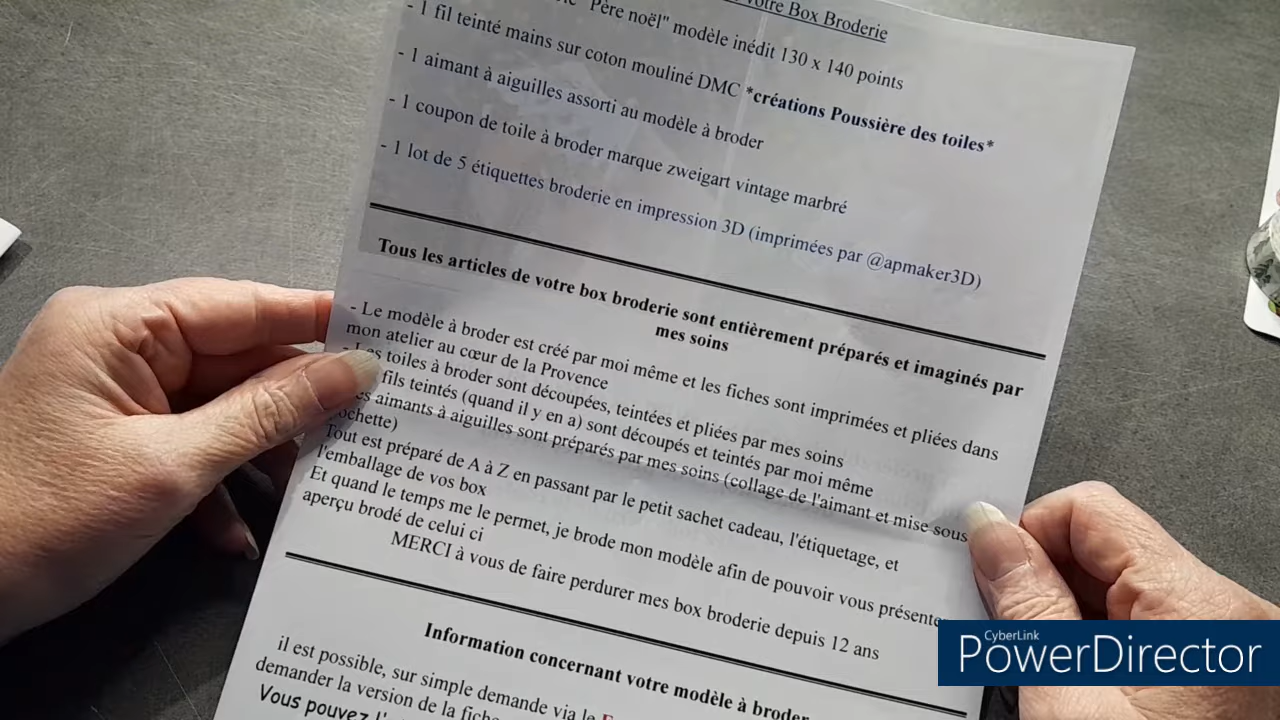 votre Box Broderie
"Père noël" modèle inédit 130 x 140 points
- 1 fil teinté mains sur coton mouliné DMC *créations Poussière des toiles*
- 1 aimant à aiguilles assorti au modèle à broder
- 1 coupon de toile à broder marque zweigart vintage marbré
- 1 lot de 5 étiquettes broderie en impression 3D (imprimées par @apmaker3D)
Tous les articles de votre box broderie sont entièrement préparés et imaginés par
mes soins
- Le modèle à broder est créé par moi même et les fiches sont imprimées et pliées dans
mon atelier au cœur de la Provence
- Les toiles à broder sont découpées, teintées et pliées par mes soins
fils teintés (quand il y en a) sont découpés et teintés par moi même
es aimants à aiguilles sont préparés par mes soins (collage de l'aimant et mise sous
ochette)
Tout est préparé de A à Z en passant par le petit sachet cadeau, l'étiquetage, et
l'emballage de vos box
Et quand le temps me le permet, je brode mon modèle afin de pouvoir vous présente
aperçu brodé de celui ci
MERCI à vous de faire perdurer mes box broderie depuis 12 ans
Information concernant votre modèle à broder
il est possible, sur simple demande via le F
demander la version de la fiche
Vous pouvez l'
CyberLink
PowerDirector